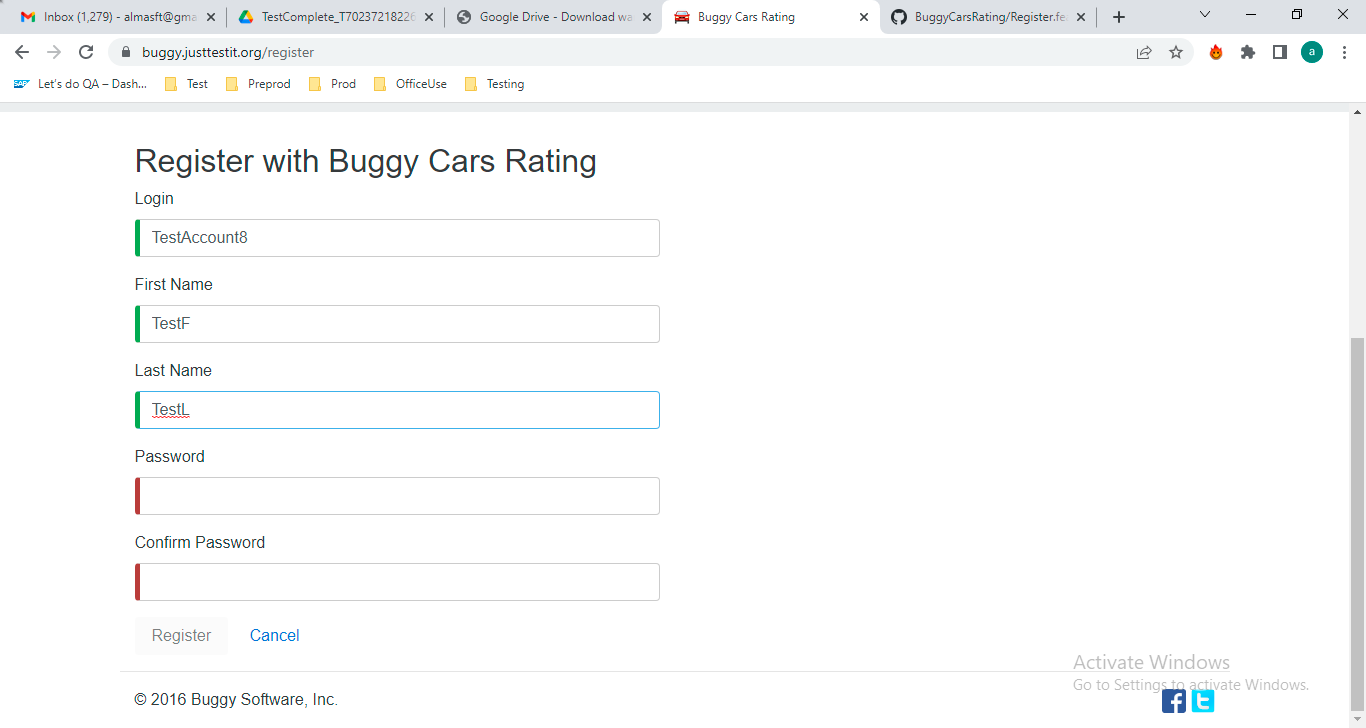 Inbox (1,279) - almasft@gma
TestComplete_T70237218226
Google Drive - Download wa
Buggy Cars Rating
BuggyCarsRating/Register.fe
buggy.justtestit.org/register
a
Let's do QA – Dash...
Test
Preprod
Prod
OfficeUse
Testing
Register with Buggy Cars Rating
Login
TestAccount8
First Name
TestF
Last Name
TestL
Password
Confirm Password
Register
Cancel
Activate Windows
Go to Settings to activate Windows.
© 2016 Buggy Software, Inc.